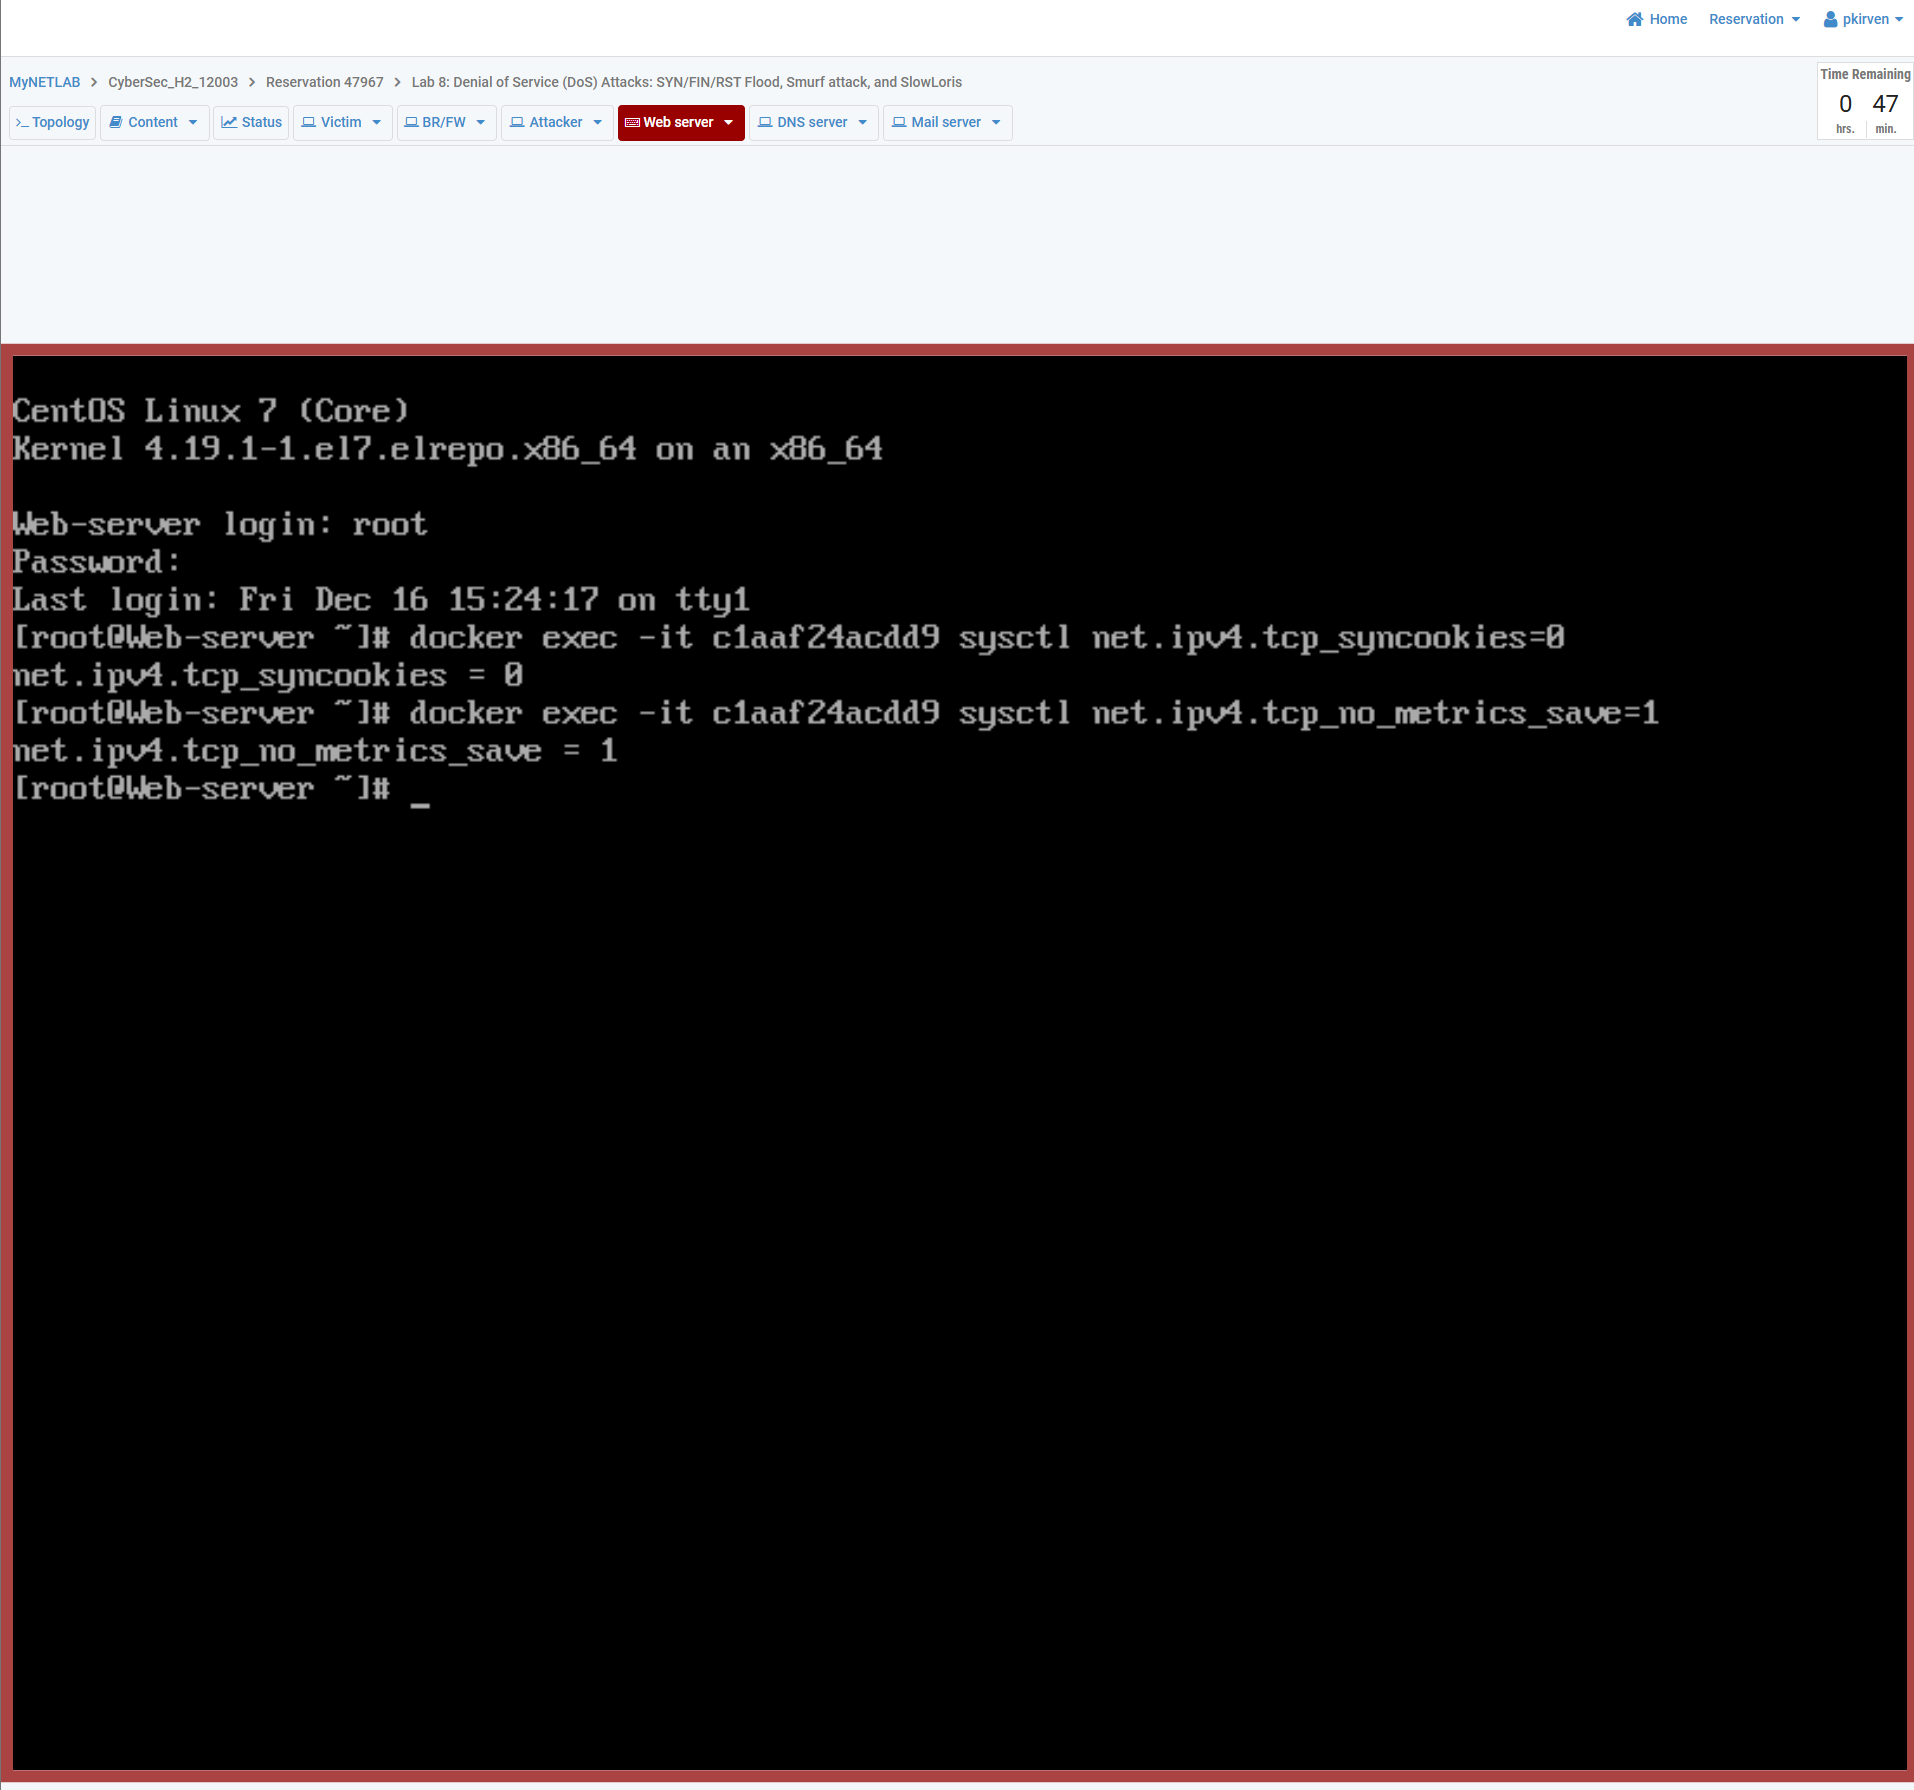 Home Reservation pkirven
MyNETLAB > CyberSec_H2_12003 > Reservation 47967 > Lab 8: Denial of Service (DoS) Attacks: SYN/FIN/RST Flood, Smurf attack, and SlowLoris
Time Remaining
0 47
hrs. min.
>_ Topology Content Status Victim BR/FW Attacker Web server DNS server Mail server
CentOS Linux 7 (Core)
Kernel 4.19.1-1.el7.elrepo.x86_64 on an x86_64
Web-server login: root
Password:
Last login: Fri Dec 16 15:24:17 on tty1
[root@Web-server ~]# docker exec -it c1aaf24acdd9 sysctl net.ipv4.tcp_syncookies=0
net.ipv4.tcp_syncookies = 0
[root@Web-server ~]# docker exec -it c1aaf24acdd9 sysctl net.ipv4.tcp_no_metrics_save=1
net.ipv4.tcp_no_metrics_save = 1
[root@Web-server ~]# _